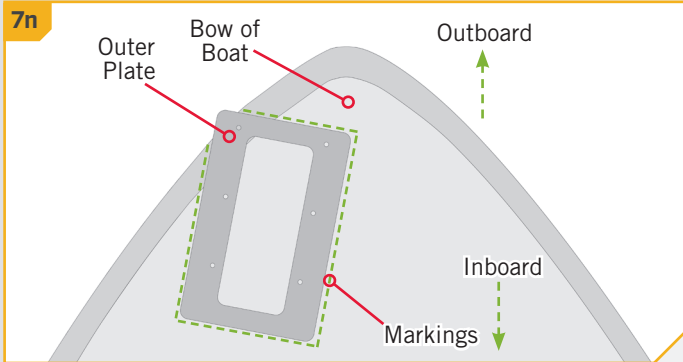 7n
Outer
Plate
Bow of
Boat
Outboard
Inboard
Markings